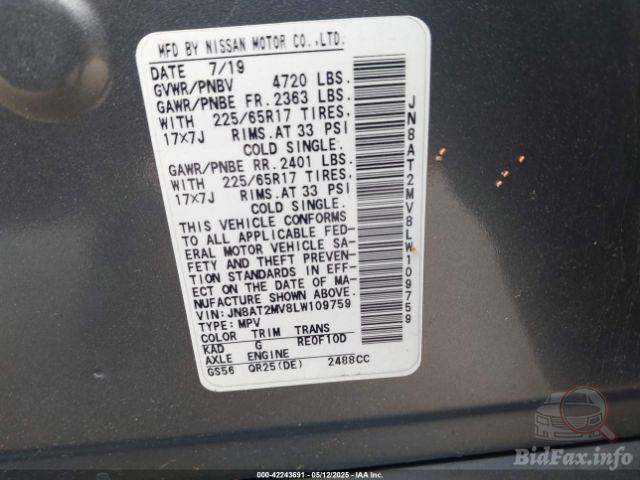 MFD BY NISSAN MOTOR CO.,LTD.
DATE 7/19
GVWR/PNBV 4720 LBS.
GAWR/PNBE FR. 2363 LBS.
WITH 225/65R17 TIRES,
17×7J RIMS.AT 33 PSI
COLD SINGLE.
GAWR/PNBE RR. 2401 LBS.
WITH 225/65R17 TIRES,
17×7J RIMS.AT 33 PSI
COLD SINGLE.
THIS VEHICLE CONFORMS
TO ALL APPLICABLE FED-
ERAL MOTOR VEHICLE SA-
FETY AND THEFT PREVEN-
TION STANDARDS IN EFF-
ECT ON THE DATE OF MA-
NUFACTURE SHOWN ABOVE.
VIN: JN8AT2MV8LW109759
TYPE: MPV
COLOR TRIM TRANS
KAD G RE0F10D
AXLE ENGINE
GS56 QR25(DE) 2488CC
JN8AT2MV8LW109759
BidFax.info
000-42243691 - 05/12/2025 - IAA Inc.